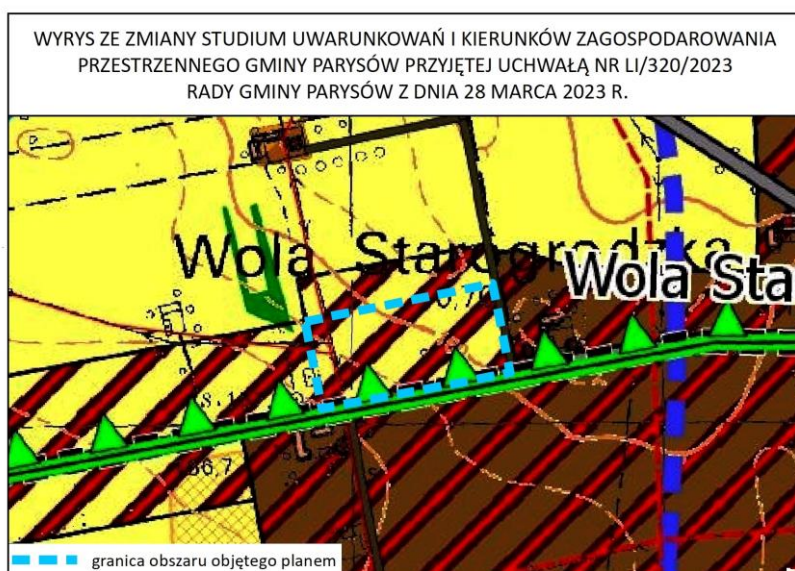 WYRYS ZE ZMIANY STUDIUM UWARUNKOWAŃ I KIERUNKÓW ZAGOSPODAROWANIA
PRZESTRZENNEGO GMINY PARYSÓW PRZYJĘTEJ UCHWAŁĄ NR LI/320/2023
RADY GMINY PARYSÓW Z DNIA 28 MARCA 2023 R.
Wola Starogrodzka
Wola Sta
granica obszaru objętego planem